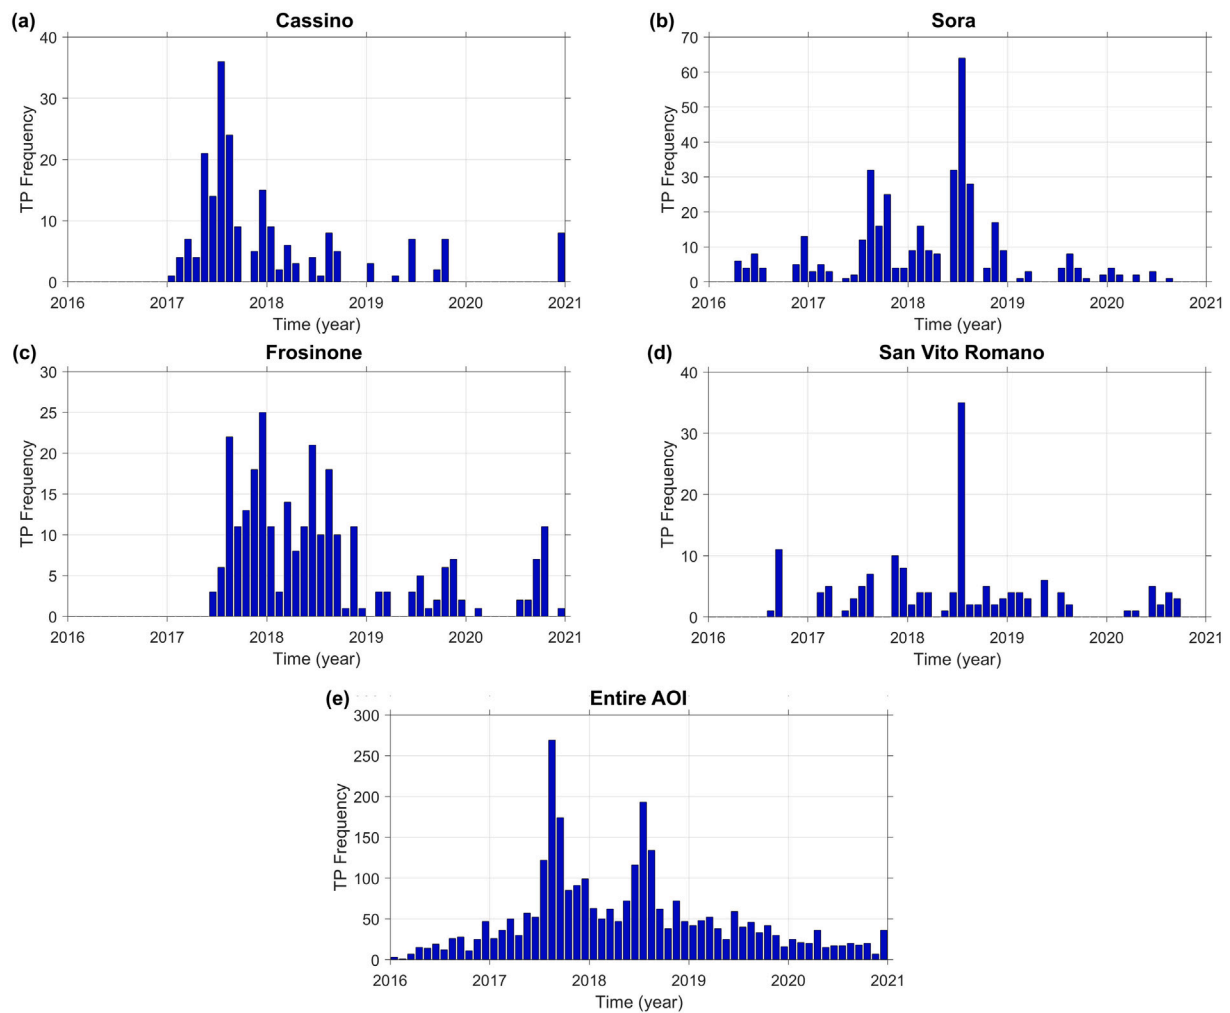 (a) Cassino
40
30
20
10
0
TP Frequency
2016 2017 2018 2019 2020 2021
Time (year)
(b) Sora
70
60
50
40
30
20
10
0
TP Frequency
2016 2017 2018 2019 2020 2021
Time (year)
(c) Frosinone
30
25
20
15
10
5
0
TP Frequency
2016 2017 2018 2019 2020 2021
Time (year)
(d) San Vito Romano
40
30
20
10
0
TP Frequency
2016 2017 2018 2019 2020 2021
Time (year)
(e) Entire AOI
300
250
200
150
100
50
0
TP Frequency
2016 2017 2018 2019 2020 2021
Time (year)